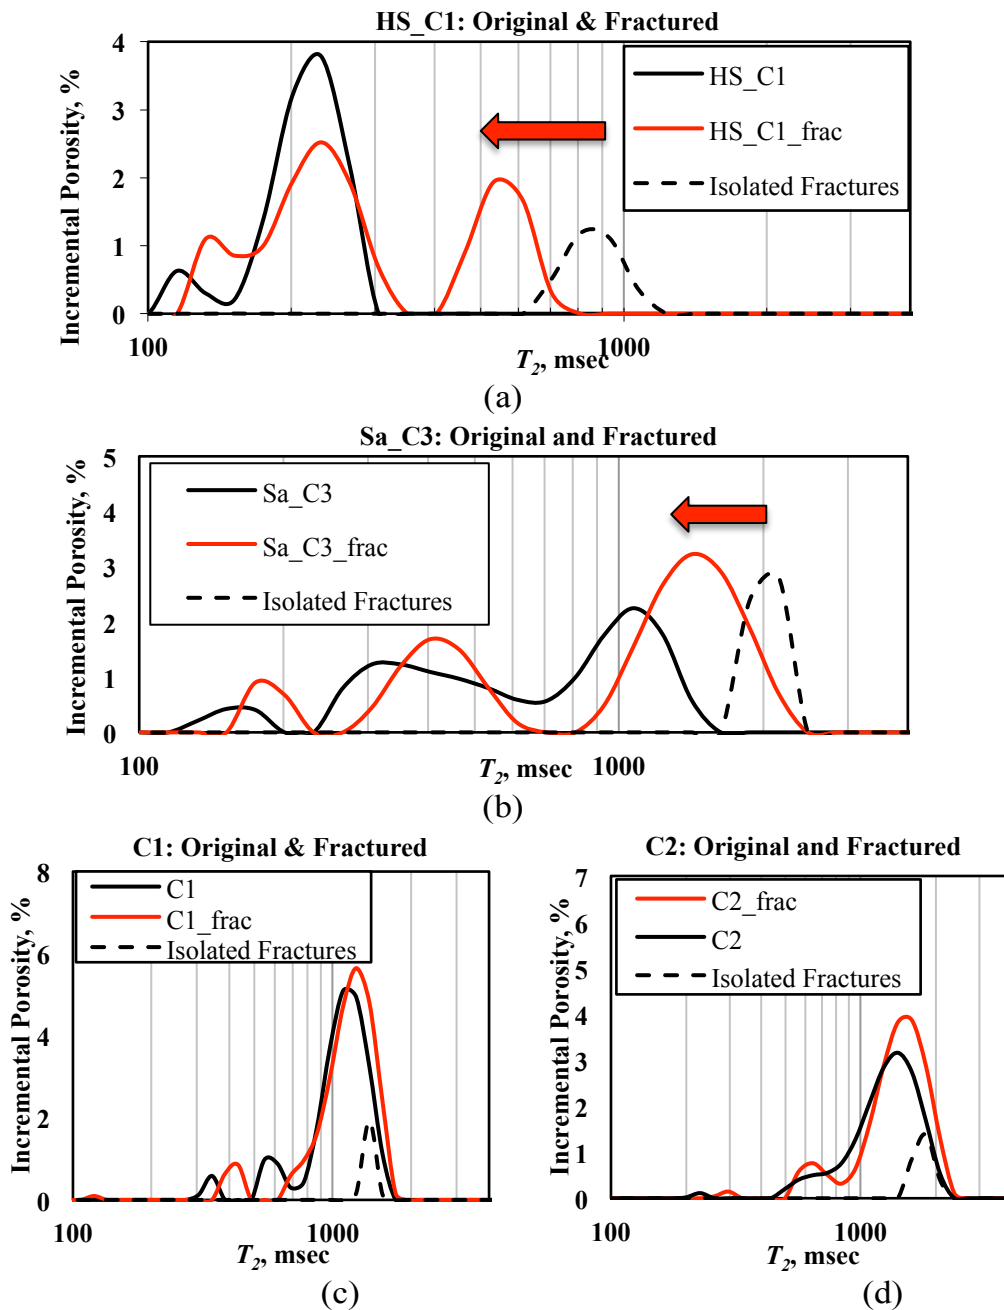 HS_C1: Original & Fractured
Incremental Porosity, %
4
3
2
1
0
HS_C1
HS_C1_frac
Isolated Fractures
100
1000
T2, msec
(a)
Sa_C3: Original and Fractured
Incremental Porosity, %
5
4
3
2
1
0
Sa_C3
Sa_C3_frac
Isolated Fractures
100
1000
T2, msec
(b)
C1: Original & Fractured
Incremental Porosity, %
8
6
4
2
0
C1
C1_frac
Isolated Fractures
100
1000
T2, msec
(c)
C2: Original and Fractured
Incremental Porosity, %
7
6
5
4
3
2
1
0
C2_frac
C2
Isolated Fractures
100
1000
T2, msec
(d)